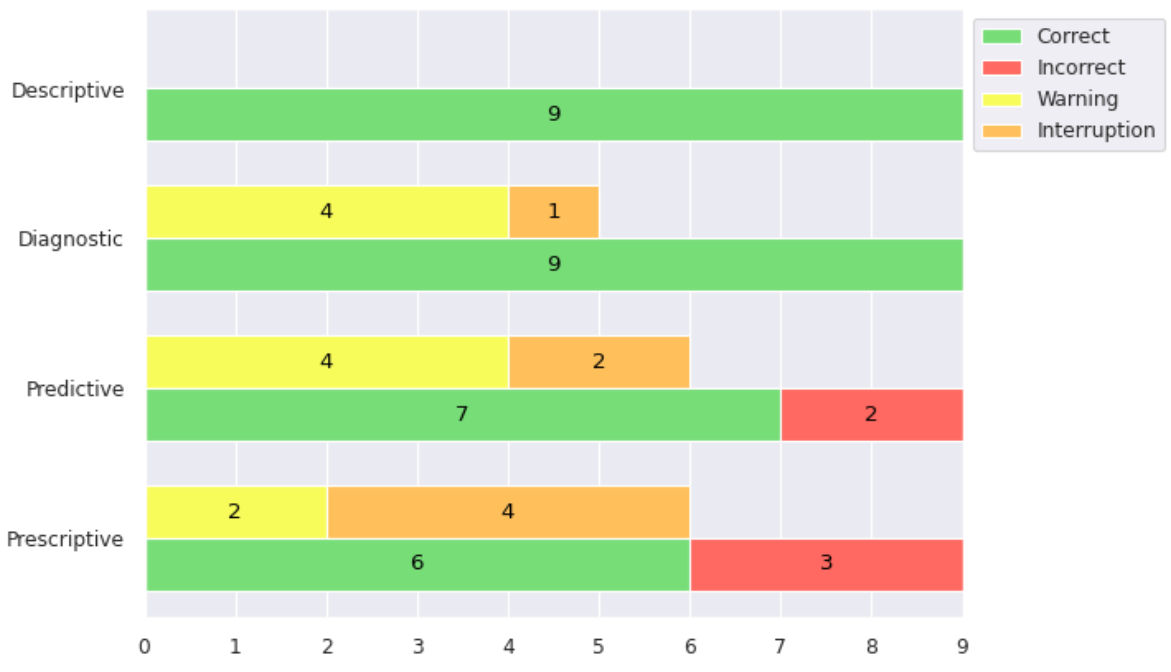 Correct
Incorrect
Warning
Interruption
Descriptive
9
4 1
Diagnostic
9
4 2
Predictive
7 2
2 4
Prescriptive
6 3
0 1 2 3 4 5 6 7 8 9